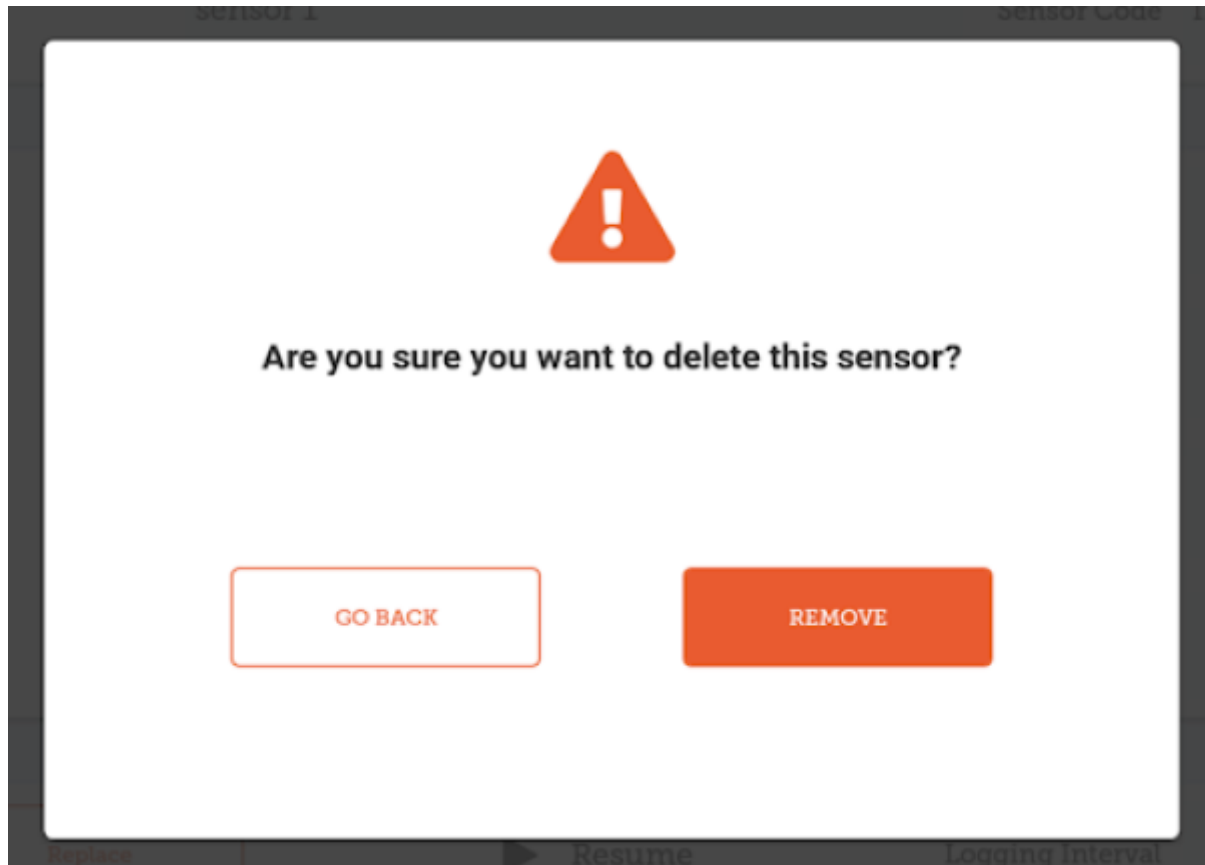 sensor 1 Sensor Code
Are you sure you want to delete this sensor?
GO BACK REMOVE
Replace Resume Logging Interval